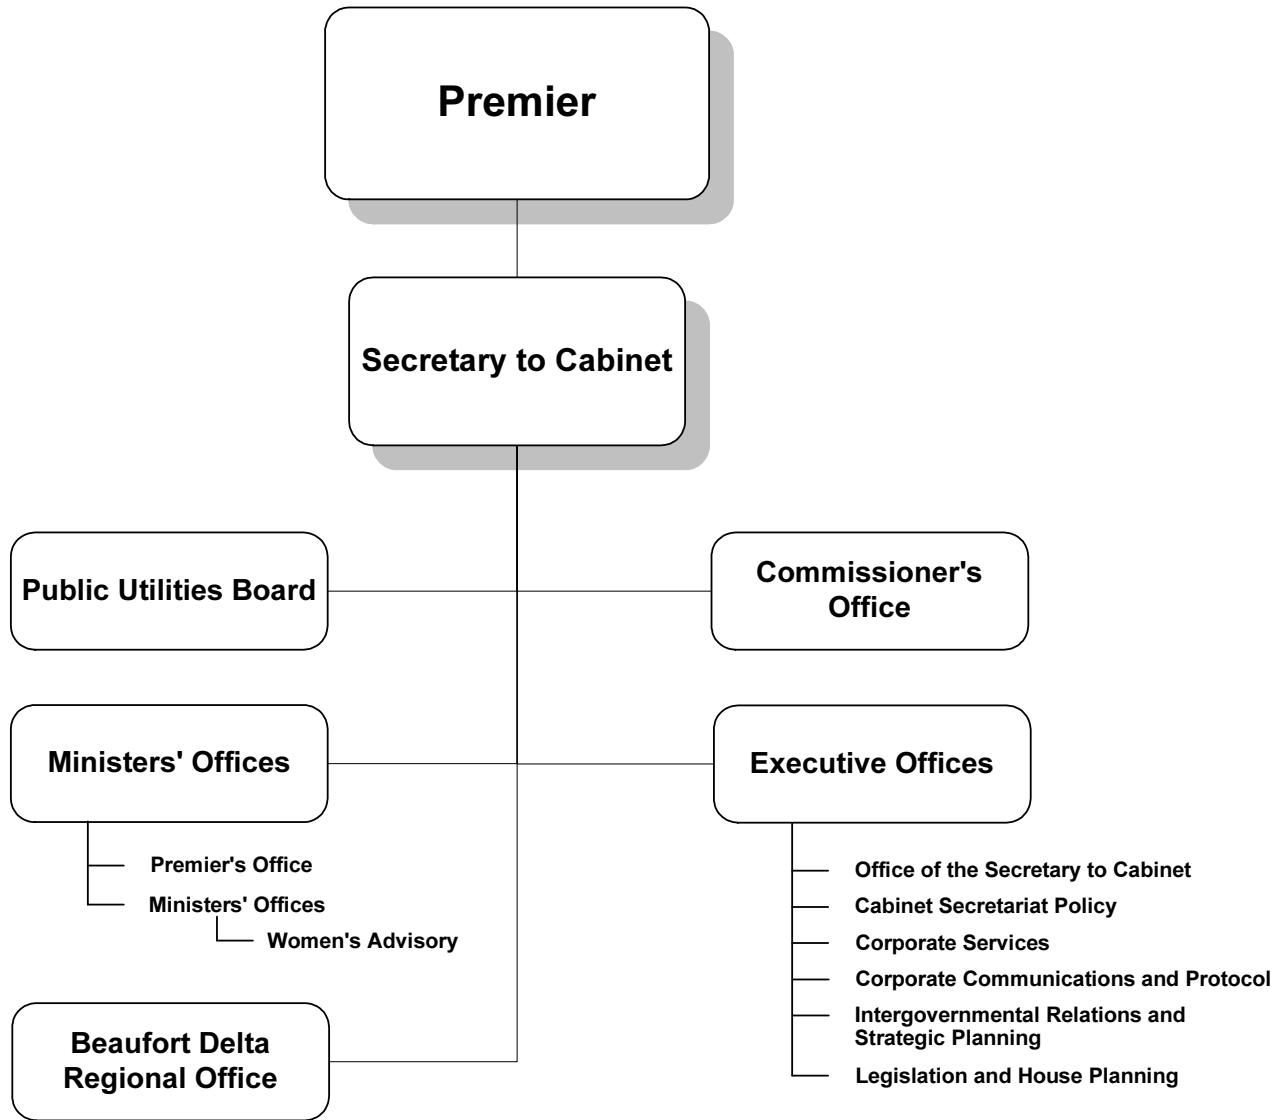 Premier
Secretary to Cabinet
Public Utilities Board
Commissioner's
Office
Ministers' Offices
Executive Offices
Premier's Office
Ministers' Offices
Women's Advisory
Office of the Secretary to Cabinet
Cabinet Secretariat Policy
Corporate Services
Corporate Communications and Protocol
Intergovernmental Relations and
Strategic Planning
Legislation and House Planning
Beaufort Delta
Regional Office